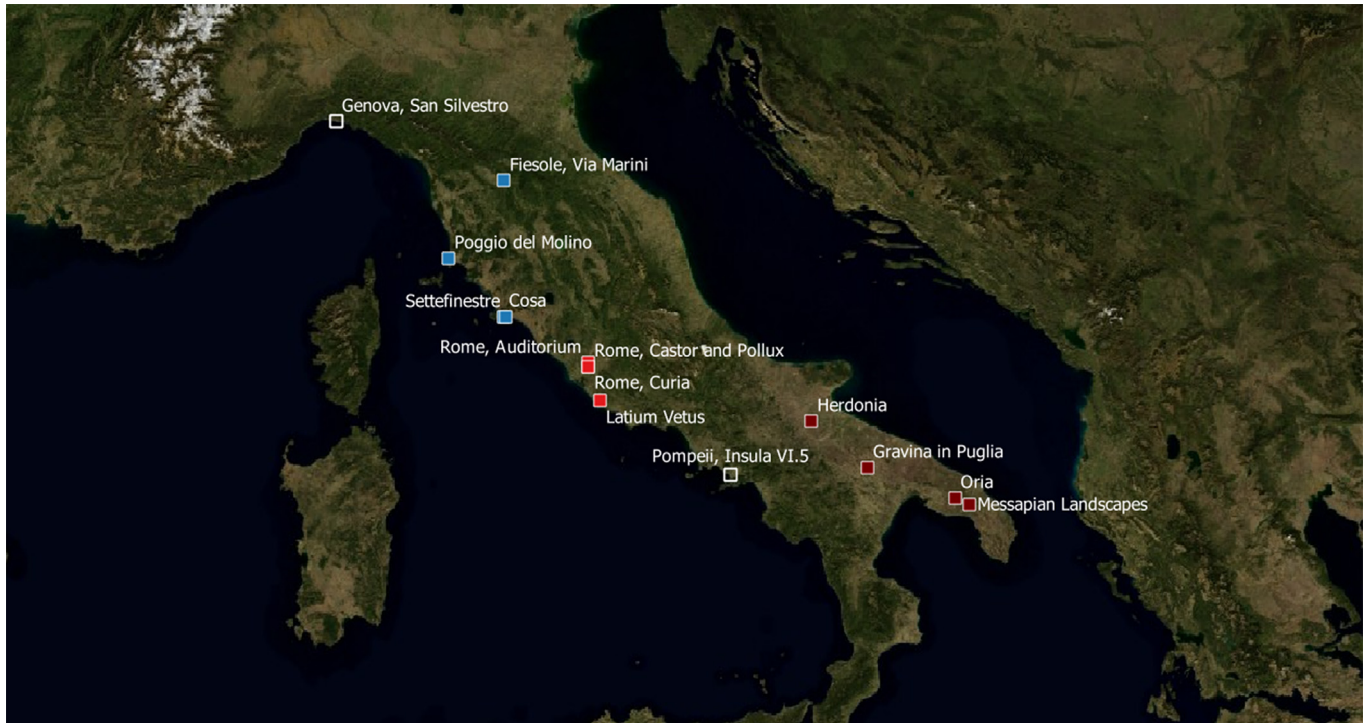 Genova, San Silvestro
Fiesole, Via Marini
Poggio del Molino
Settefinestre Cosa
Rome, Auditorium
Rome, Castor and Pollux
Rome, Curia
Latium Vetus
Herdonia
Pompeii, Insula VI.5
Gravina in Puglia
Oria
Messapian Landscapes